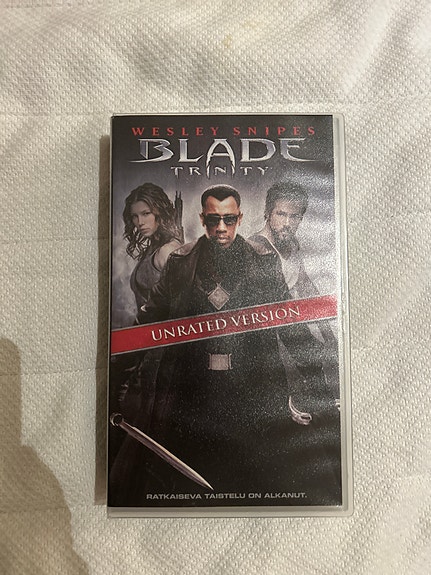 WESLEY SNIPES
BLADE
TRINITY
UNRATED VERSION
RATKAISEVA TAISTELU ON ALKANUT.